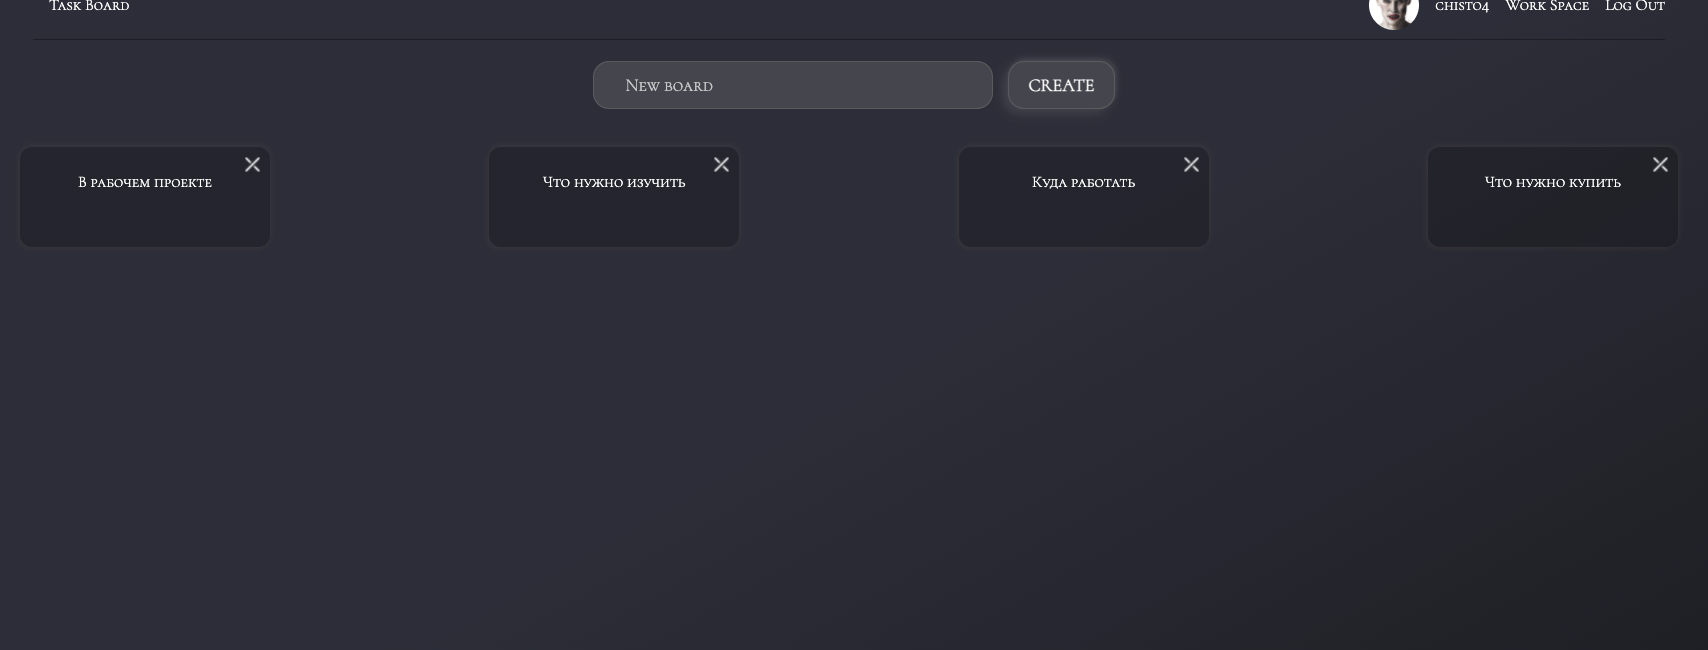 Task Board
chisto4 Work Space Log Out
New board
CREATE
В рабочем проекте
Что нужно изучить
Куда работать
Что нужно купить